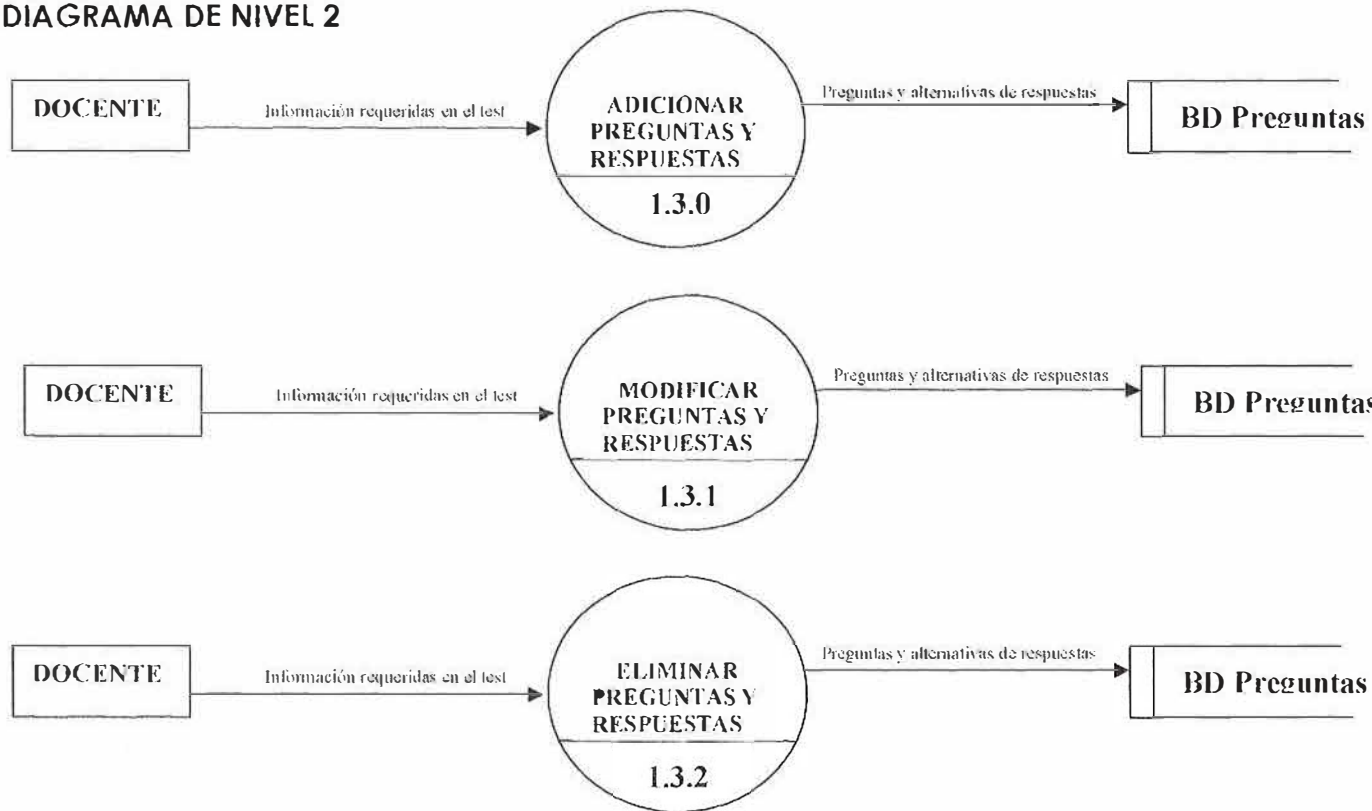 DIAGRAMA DE NIVEL 2
DOCENTE
Información requeridas en el test
ADICIONAR
PREGUNTAS Y
RESPUESTAS
1.3.0
Preguntas y alternativas de respuestas
BD Preguntas
DOCENTE
Información requeridas en el test
MODIFICAR
PREGUNTAS Y
RESPUESTAS
1.3.1
Preguntas y alternativas de respuestas
BD Preguntas
DOCENTE
Información requeridas en el test
ELIMINAR
PREGUNTAS Y
RESPUESTAS
1.3.2
Preguntas y alternativas de respuestas
BD Preguntas